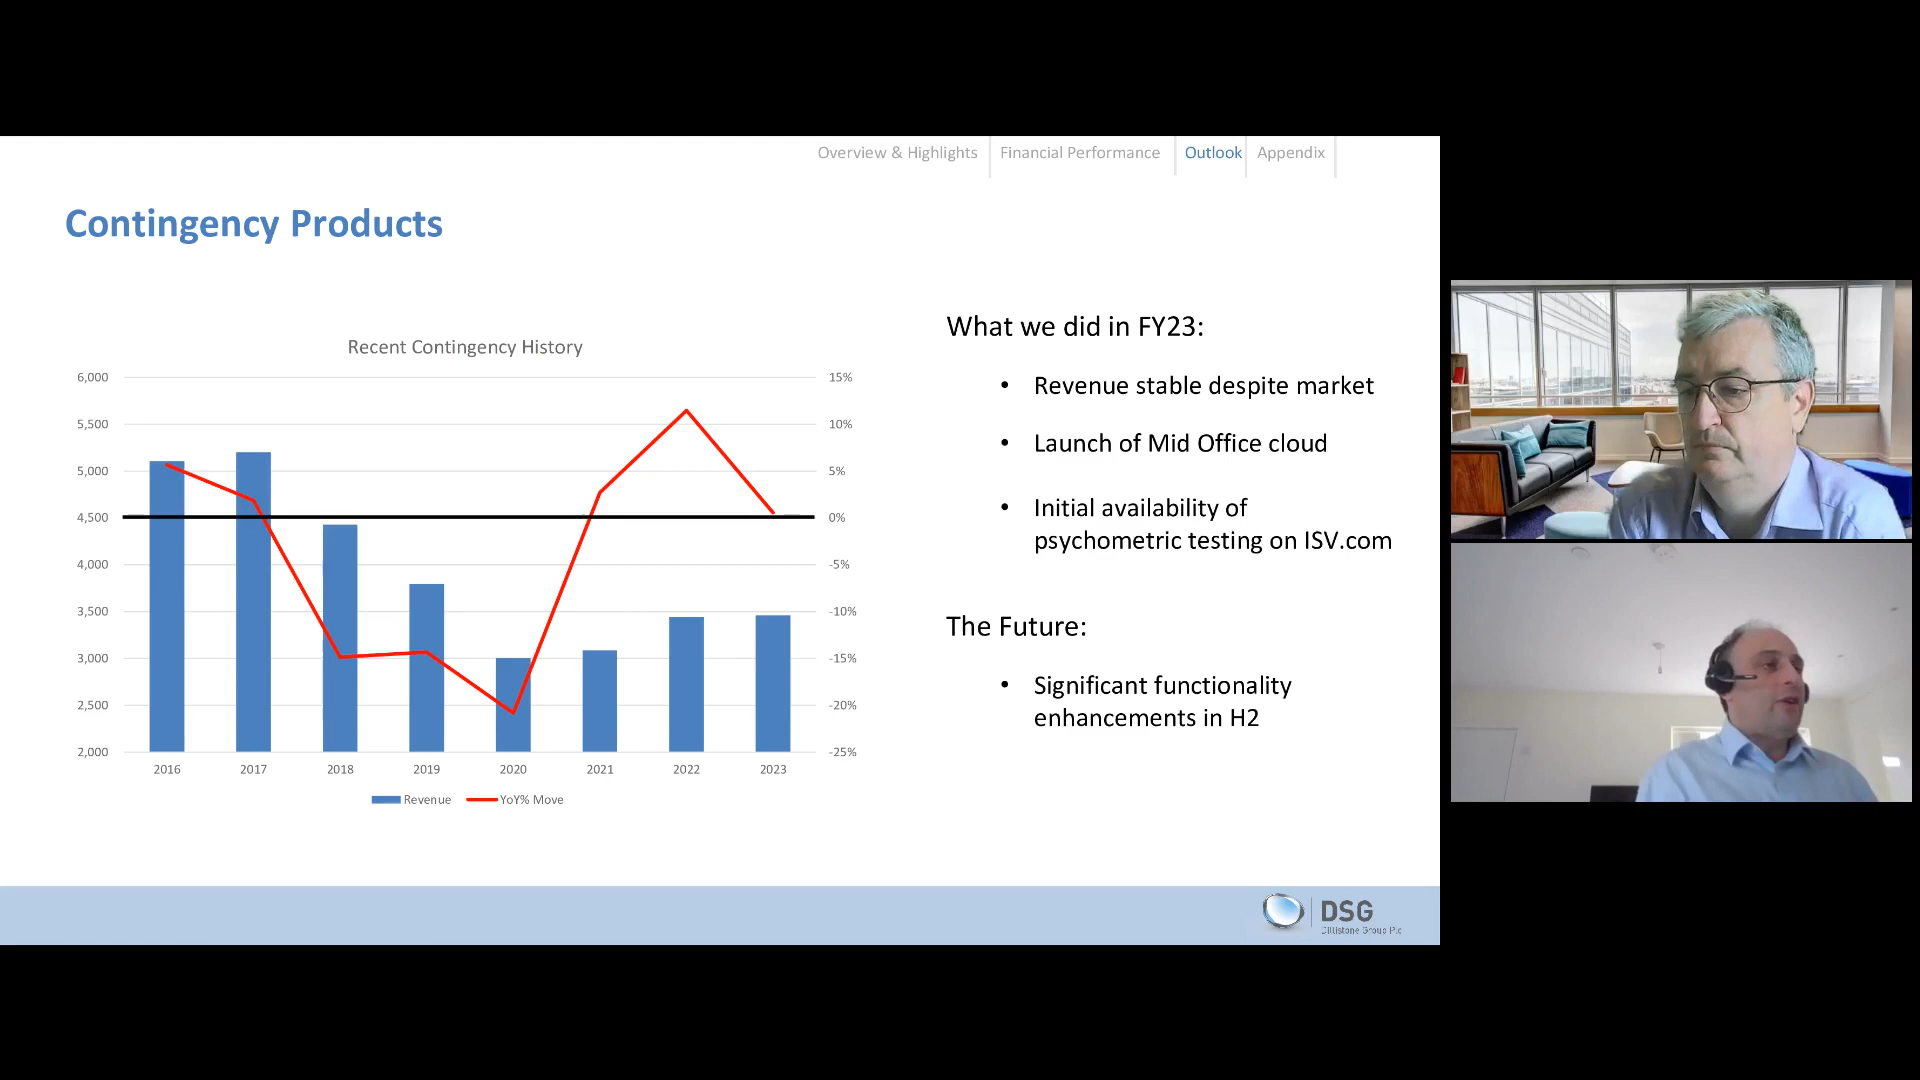 Overview & Highlights
Financial Performance
Outlook
Appendix
Contingency Products
Recent Contingency History
6,000
5,500
5,000
4,500
4,000
3,500
3,000
2,500
2,000
15%
10%
5%
0%
-5%
-10%
-15%
-20%
-25%
2016
2017
2018
2019
2020
2021
2022
2023
Revenue
YoY% Move
What we did in FY23:
• Revenue stable despite market
• Launch of Mid Office cloud
• Initial availability of
psychometric testing on ISV.com
The Future:
• Significant functionality
enhancements in H2
DSG
Dillistone Group Plc